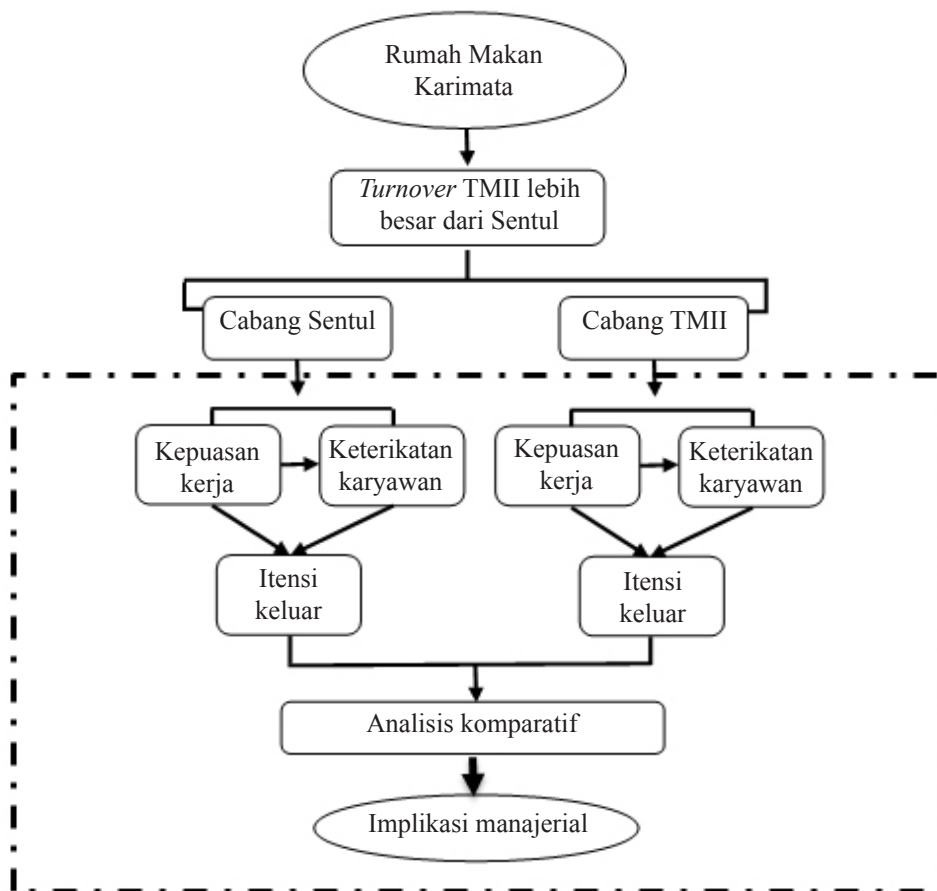 Rumah Makan
Karimata
Turnover TMII lebih
besar dari Sentul
Cabang Sentul
Cabang TMII
Kepuasan
kerja
Keterikatan
karyawan
Kepuasan
kerja
Keterikatan
karyawan
Itensi
keluar
Itensi
keluar
Analisis komparatif
Implikasi manajerial